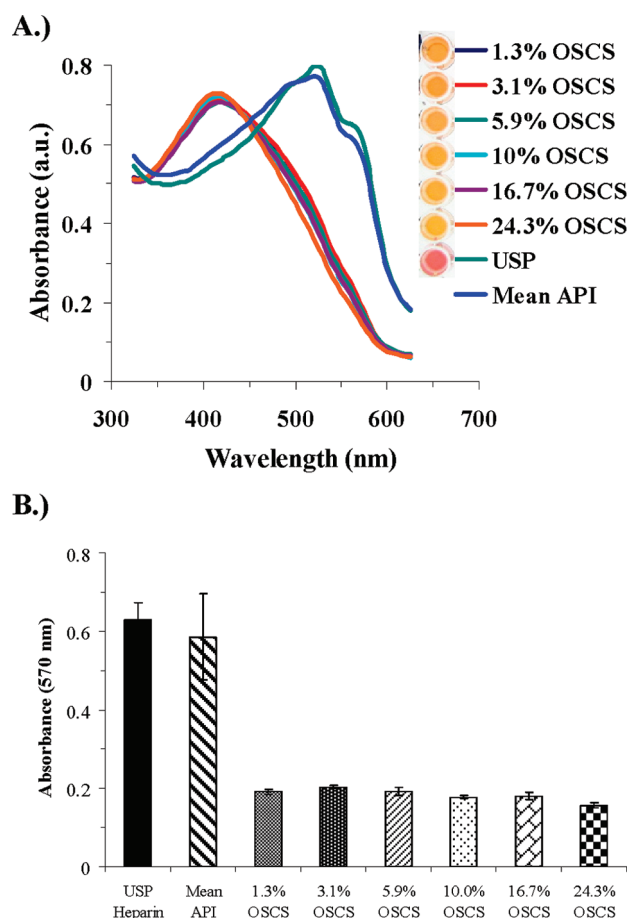 A.)
0.8
0.6
0.4
0.2
0
300 400 500 600 700
Absorbance (a.u.)
Wavelength (nm)
1.3% OSCS
3.1% OSCS
5.9% OSCS
10% OSCS
16.7% OSCS
24.3% OSCS
USP
Mean API
B.)
0.8
0.6
0.4
0.2
0
Absorbance (570 nm)
USP Mean 1.3% 3.1% 5.9% 10.0% 16.7% 24.3%
Heparin API OSCS OSCS OSCS OSCS OSCS OSCS